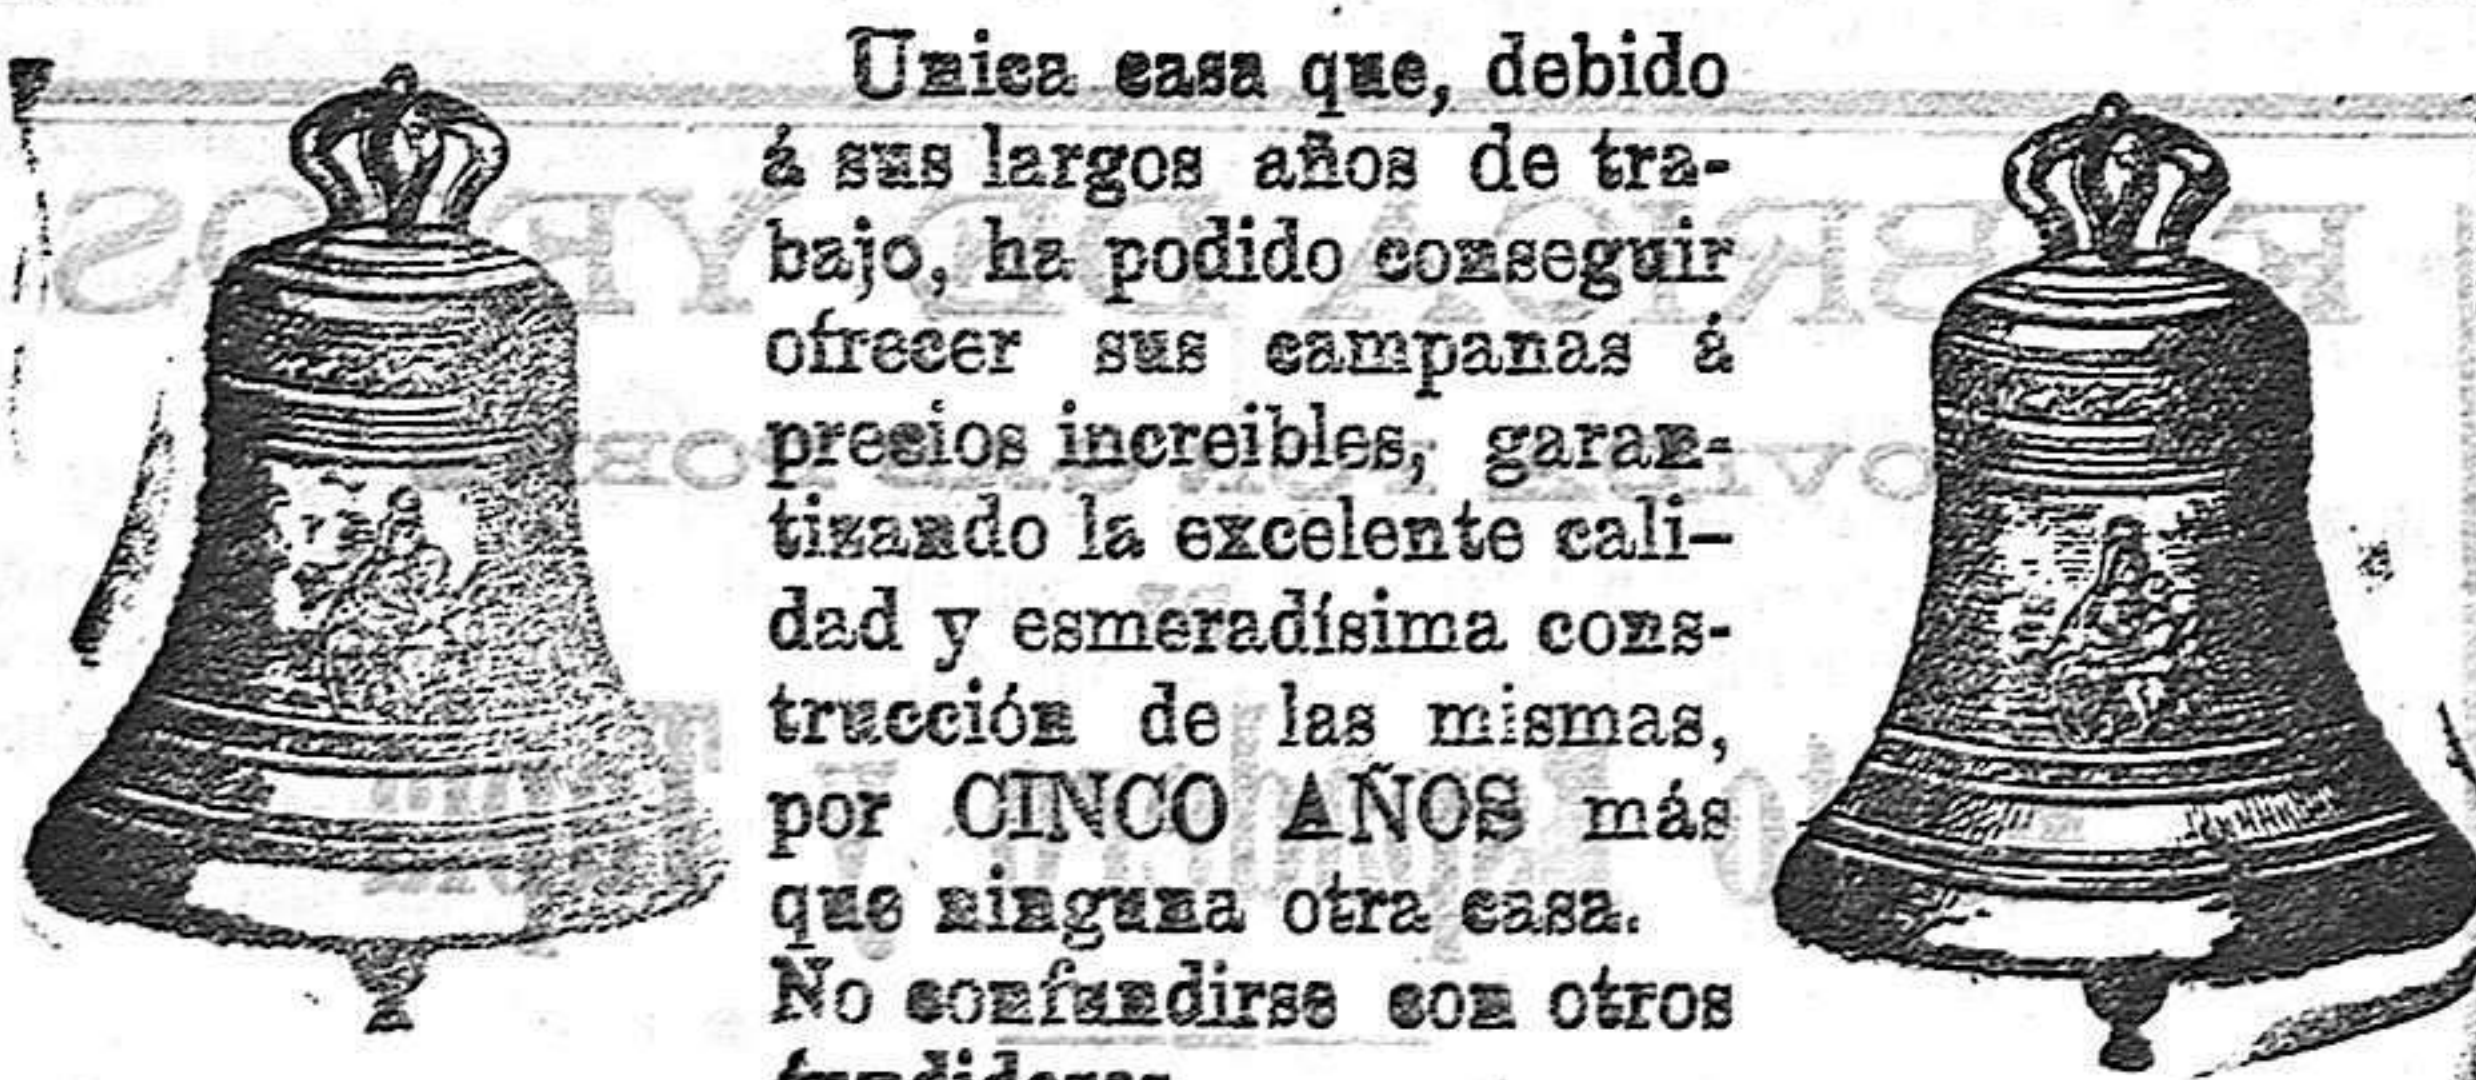 Unica casa que, debido
á sus largos años de tra-
bajo, ha podido conseguir
ofrecer sus campanas á
precios increibles, garan-
tizando la excelente cali-
dad y esmeradísima cons-
trucción de las mismas,
por CINCO AÑOS más
que ninguna otra casa.
No confundirse con otros